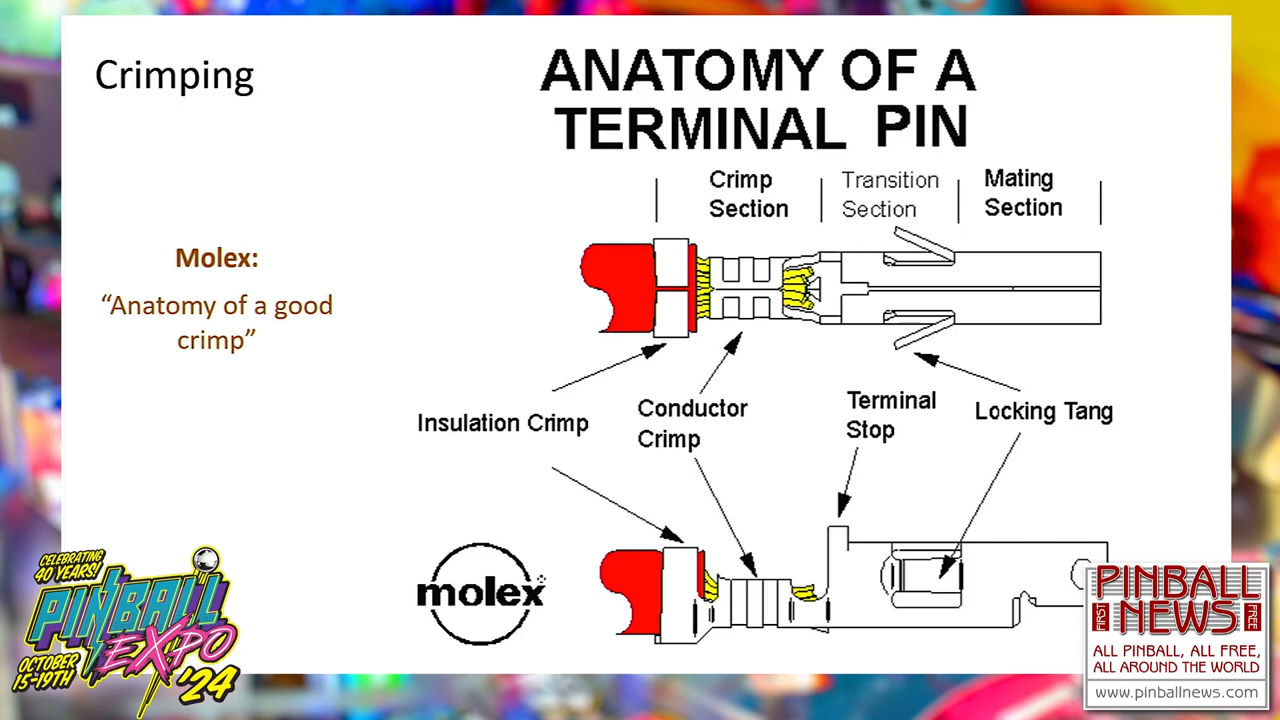 Crimping
ANATOMY OF A
TERMINAL PIN
Crimp
Section
Transition
Section
Mating
Section
Molex:
“Anatomy of a good
crimp”
Insulation Crimp
Conductor
Crimp
Terminal
Stop
Locking Tang
molex
CELEBRATING
40 YEARS!
PINBALL
EXPO
OCTOBER
15-19TH
'24
PINBALL
NEWS
FIRST
FREE
ALL PINBALL, ALL FREE,
ALL AROUND THE WORLD
www.pinballnews.com